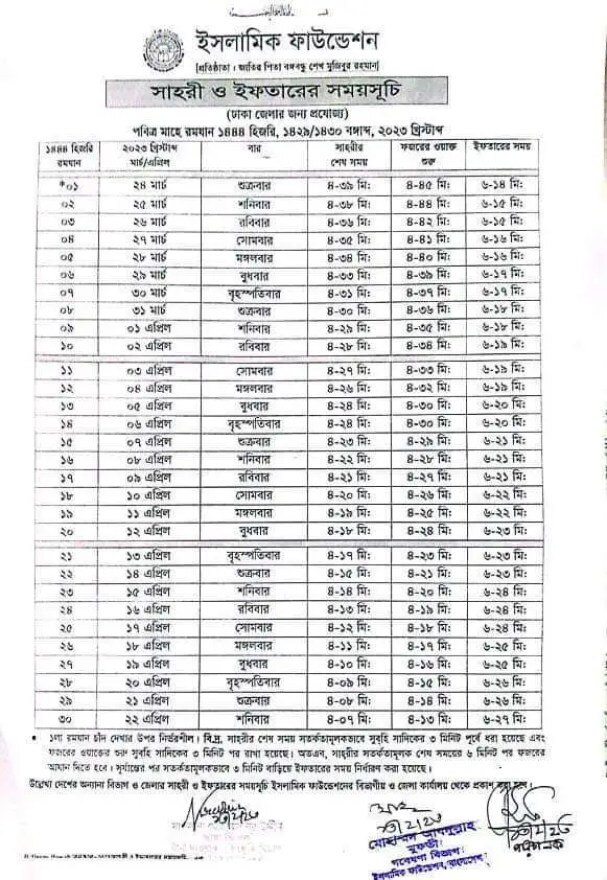 ইসলামিক ফাউন্ডেশন
[প্রতিষ্ঠাতা : জাতির পিতা বঙ্গবন্ধু শেখ মুজিবুর রহমান]
সাহরী ও ইফতারের সময়সূচি
(ঢাকা জেলার জন্য প্রযোজ্য)
পবিত্র মাহে রমযান ১৪৪৪ হিজরি, ১৪২৯/১৪৩০ বঙ্গাব্দ, ২০২৩ খ্রিস্টাব্দ
১৪৪৪ হিজরি রমযান ২০২৩ খ্রিস্টাব্দ মার্চ/এপ্রিল বার সাহরীর শেষ সময় ফজরের ওয়াক্ত শুরু ইফতারের সময়
*০১ ২৪ মার্চ শুক্রবার ৪-৩৯ মি: ৪-৪৫ মি: ৬-১৪ মি:
০২ ২৫ মার্চ শনিবার ৪-৩৮ মি: ৪-৪৪ মি: ৬-১৫ মি:
০৩ ২৬ মার্চ রবিবার ৪-৩৬ মি: ৪-৪২ মি: ৬-১৫ মি:
০৪ ২৭ মার্চ সোমবার ৪-৩৫ মি: ৪-৪১ মি: ৬-১৬ মি:
০৫ ২৮ মার্চ মঙ্গলবার ৪-৩৪ মি: ৪-৪০ মি: ৬-১৬ মি:
০৬ ২৯ মার্চ বুধবার ৪-৩৩ মি: ৪-৩৯ মি: ৬-১৭ মি:
০৭ ৩০ মার্চ বৃহস্পতিবার ৪-৩১ মি: ৪-৩৭ মি: ৬-১৭ মি:
০৮ ৩১ মার্চ শুক্রবার ৪-৩০ মি: ৪-৩৬ মি: ৬-১৮ মি:
০৯ ০১ এপ্রিল শনিবার ৪-২৯ মি: ৪-৩৫ মি: ৬-১৮ মি:
১০ ০২ এপ্রিল রবিবার ৪-২৮ মি: ৪-৩৪ মি: ৬-১৯ মি:
১১ ০৩ এপ্রিল সোমবার ৪-২৭ মি: ৪-৩৩ মি: ৬-১৯ মি:
১২ ০৪ এপ্রিল মঙ্গলবার ৪-২৬ মি: ৪-৩২ মি: ৬-১৯ মি:
১৩ ০৫ এপ্রিল বুধবার ৪-২৪ মি: ৪-৩০ মি: ৬-২০ মি:
১৪ ০৬ এপ্রিল বৃহস্পতিবার ৪-২৪ মি: ৪-৩০ মি: ৬-২০ মি:
১৫ ০৭ এপ্রিল শুক্রবার ৪-২৩ মি: ৪-২৯ মি: ৬-২১ মি:
১৬ ০৮ এপ্রিল শনিবার ৪-২২ মি: ৪-২৮ মি: ৬-২১ মি:
১৭ ০৯ এপ্রিল রবিবার ৪-২১ মি: ৪-২৭ মি: ৬-২১ মি:
১৮ ১০ এপ্রিল সোমবার ৪-২০ মি: ৪-২৬ মি: ৬-২২ মি:
১৯ ১১ এপ্রিল মঙ্গলবার ৪-১৯ মি: ৪-২৫ মি: ৬-২২ মি:
২০ ১২ এপ্রিল বুধবার ৪-১৮ মি: ৪-২৪ মি: ৬-২৩ মি:
২১ ১৩ এপ্রিল বৃহস্পতিবার ৪-১৭ মি: ৪-২৩ মি: ৬-২৩ মি:
২২ ১৪ এপ্রিল শুক্রবার ৪-১৫ মি: ৪-২১ মি: ৬-২৩ মি:
২৩ ১৫ এপ্রিল শনিবার ৪-১৪ মি: ৪-২০ মি: ৬-২৪ মি:
২৪ ১৬ এপ্রিল রবিবার ৪-১৩ মি: ৪-১৯ মি: ৬-২৪ মি:
২৫ ১৭ এপ্রিল সোমবার ৪-১২ মি: ৪-১৮ মি: ৬-২৪ মি:
২৬ ১৮ এপ্রিল মঙ্গলবার ৪-১১ মি: ৪-১৭ মি: ৬-২৫ মি:
২৭ ১৯ এপ্রিল বুধবার ৪-১০ মি: ৪-১৬ মি: ৬-২৫ মি:
২৮ ২০ এপ্রিল বৃহস্পতিবার ৪-০৯ মি: ৪-১৫ মি: ৬-২৬ মি:
২৯ ২১ এপ্রিল শুক্রবার ৪-০৮ মি: ৪-১৪ মি: ৬-২৬ মি:
৩০ ২২ এপ্রিল শনিবার ৪-০৭ মি: ৪-১৩ মি: ৬-২৭ মি:
• ১লা রমযান চাঁদ দেখার উপর নির্ভরশীল। বি.দ্র. সাহরীর শেষ সময় সতর্কতামূলকভাবে সুবহি সাদিকের ৩ মিনিট পূর্বে ধরা হয়েছে এবং
ফজরের ওয়াক্তের শুরু সুবহি সাদিকের ৩ মিনিট পর রাখা হয়েছে। অতএব, সাহরীর সতর্কতামূলক শেষ সময়ের ৬ মিনিট পর ফজরের
আযান দিতে হবে। সূর্যাস্তের পর সতর্কতামূলকভাবে ৩ মিনিট বাড়িয়ে ইফতারের সময় নির্ধারণ করা হয়েছে।
উল্লেখ্য দেশের অন্যান্য বিভাগ ও জেলার সাহরী ও ইফতারের সময়সূচি ইসলামিক ফাউন্ডেশনের বিভাগীয় ও জেলা কার্যালয় থেকে প্রকাশ করা হবে।
মোহাম্মদ আবদুল্লাহ
মুফতী
গবেষণা বিভাগ
ইসলামিক ফাউন্ডেশন, বাংলাদেশ
পরিচালক